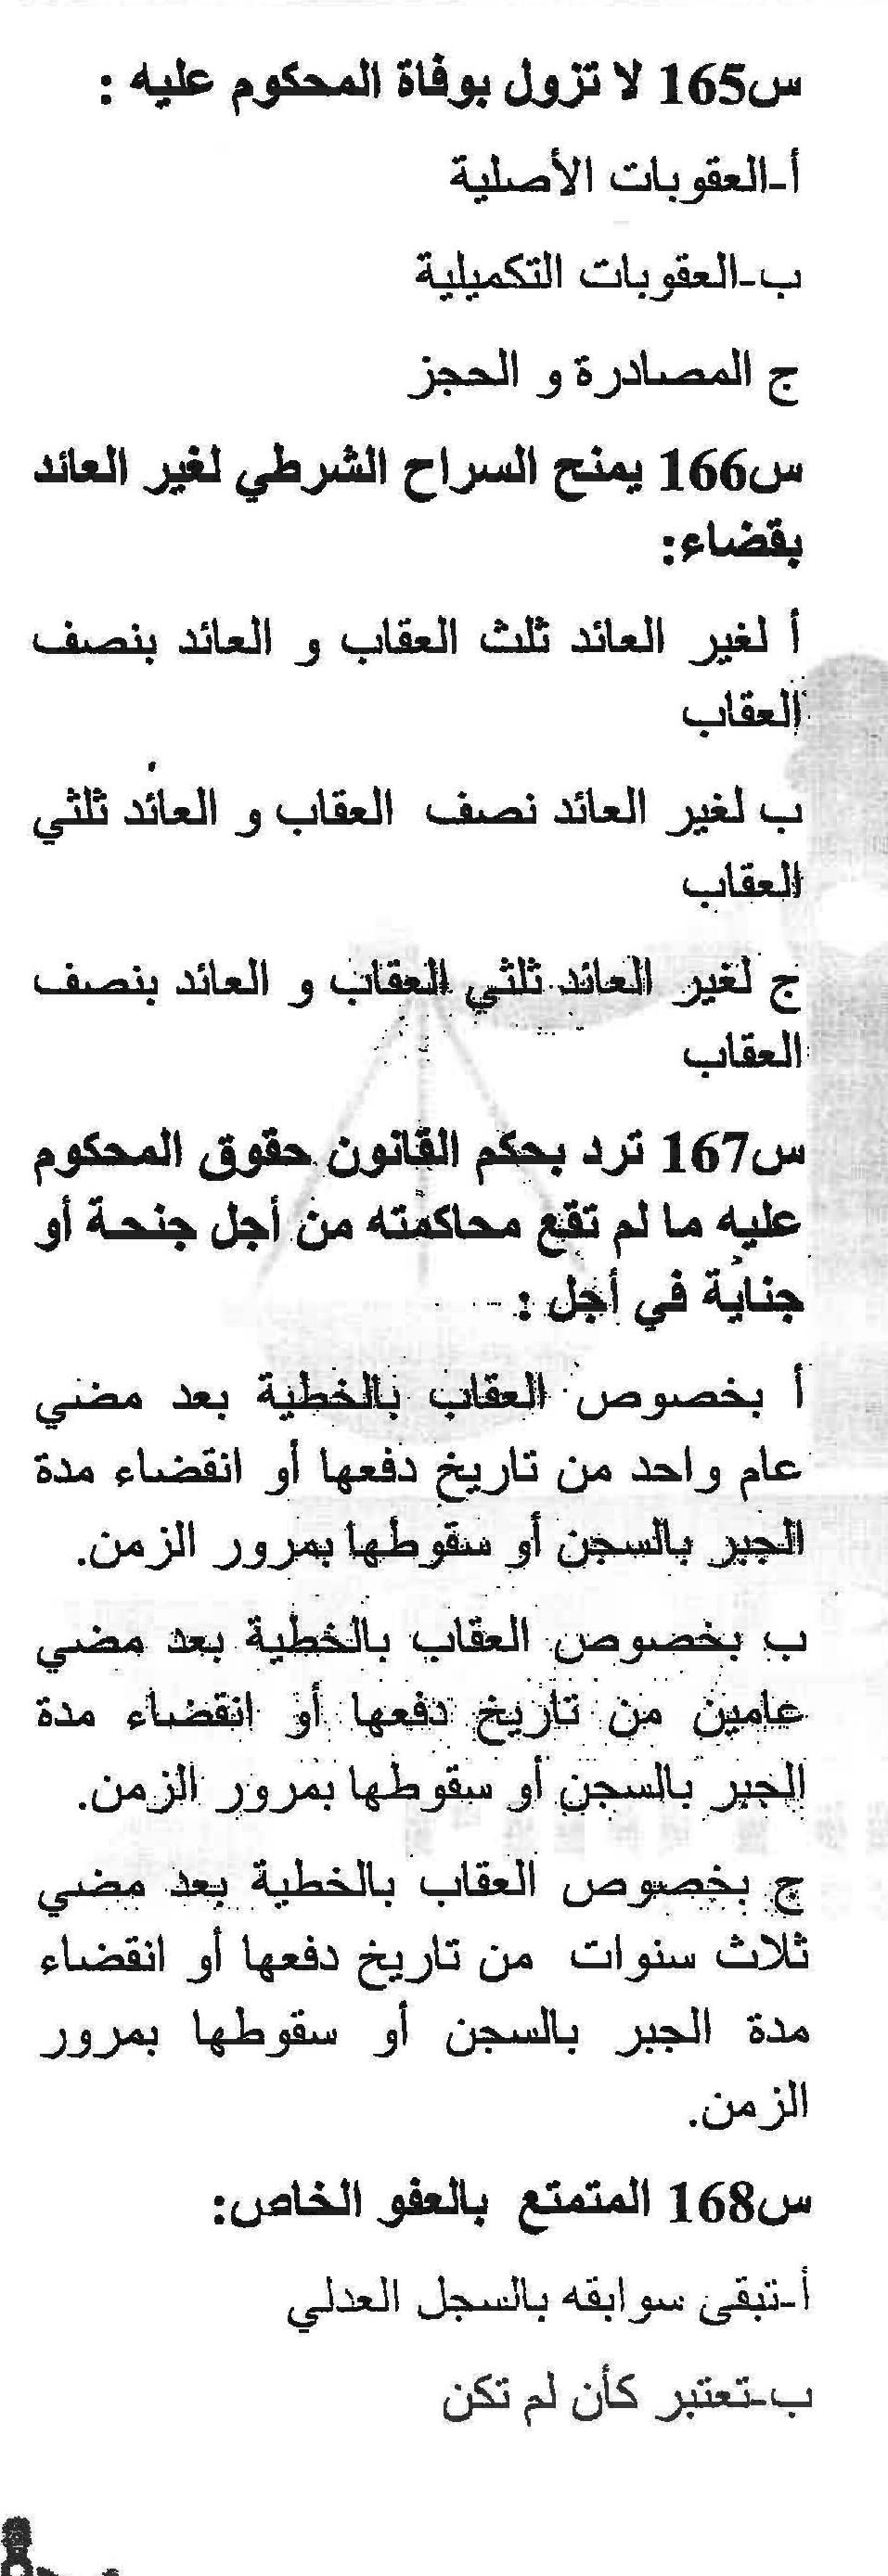 س165 لا تزول بوفاة المحكوم عليه :
أ-العقوبات الأصلية
ب-العقوبات التكميلية
ج المصادرة و الحجز
س166 يمنح السراح الشرطي لغير العائد
بقضاء:
أ لغير العائد ثلث العقاب و العائد بنصف
العقاب
ب لغير العائد نصف العقاب و العائد ثلثي
العقاب
ج لغير العائد ثلثي العقاب و العائد بنصف
العقاب
س167 ترد بحكم القانون حقوق المحكوم
عليه ما لم تقع محاكمته من أجل جنحة أو
جناية في أجل :
أ بخصوص العقاب بالخطية بعد مضي
عام واحد من تاريخ دفعها أو انقضاء مدة
الجبر بالسجن أو سقوطها بمرور الزمن.
ب بخصوص العقاب بالخطية بعد مضي
عامين من تاريخ دفعها أو انقضاء مدة
الجبر بالسجن أو سقوطها بمرور الزمن.
ج بخصوص العقاب بالخطية بعد مضي
ثلاث سنوات من تاريخ دفعها أو انقضاء
مدة الجبر بالسجن أو سقوطها بمرور
الزمن.
س168 المتمتع بالعفو الخاص:
أ-تبقى سوابقه بالسجل العدلي
ب-تعتبر كأن لم تكن